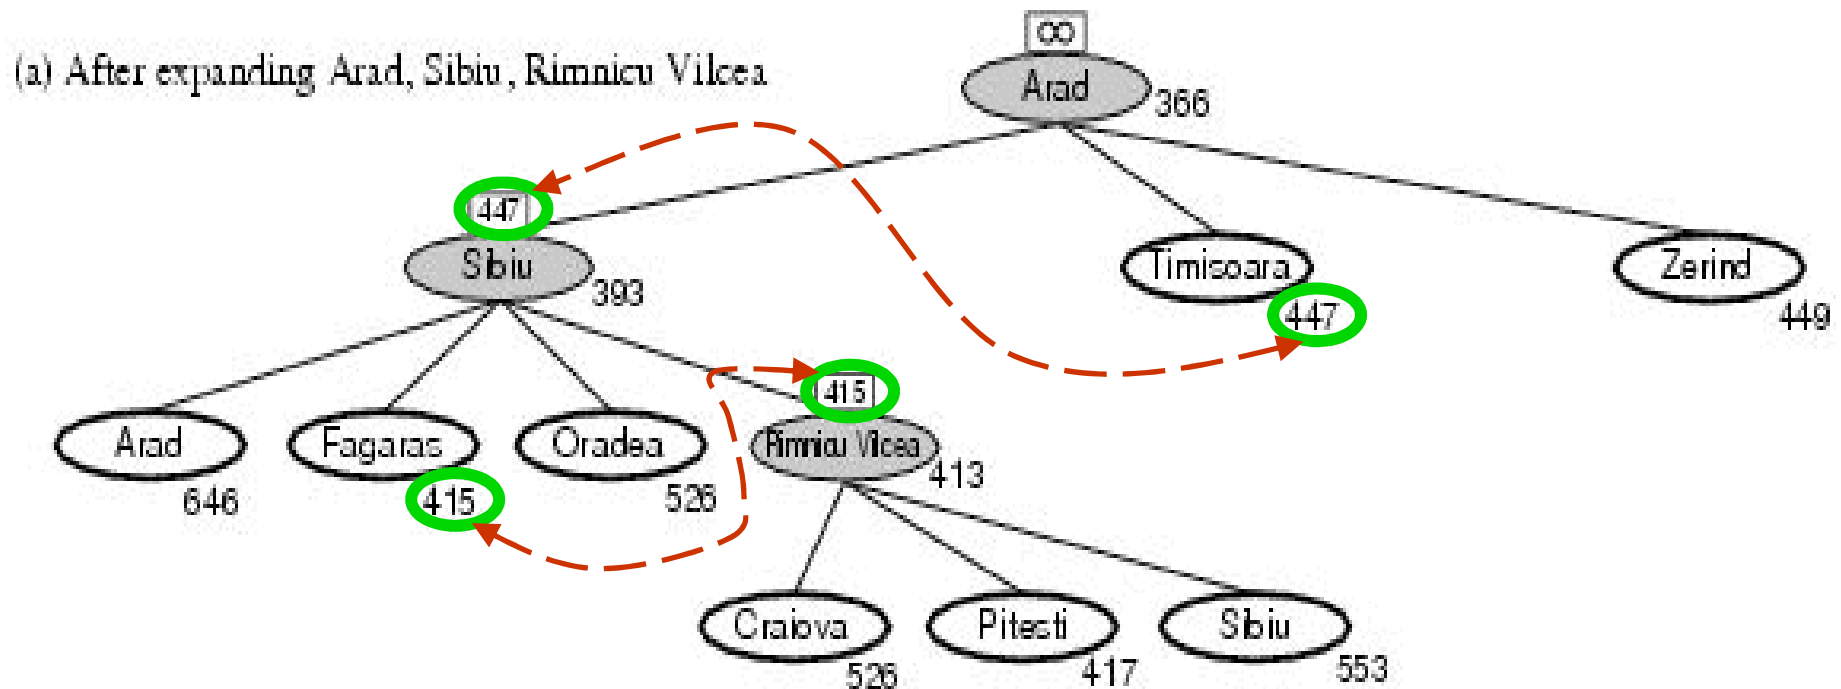 ∞
(a) After expanding Arad, Sibiu, Rimnicu Vilcea
Arad
366
447
Sibiu
393
Timisoara
447
Zerind
449
415
Arad
646
Fagaras
415
Oradea
526
Rimnicu Vilcea
413
Craiova
526
Pitesti
417
Sibiu
553